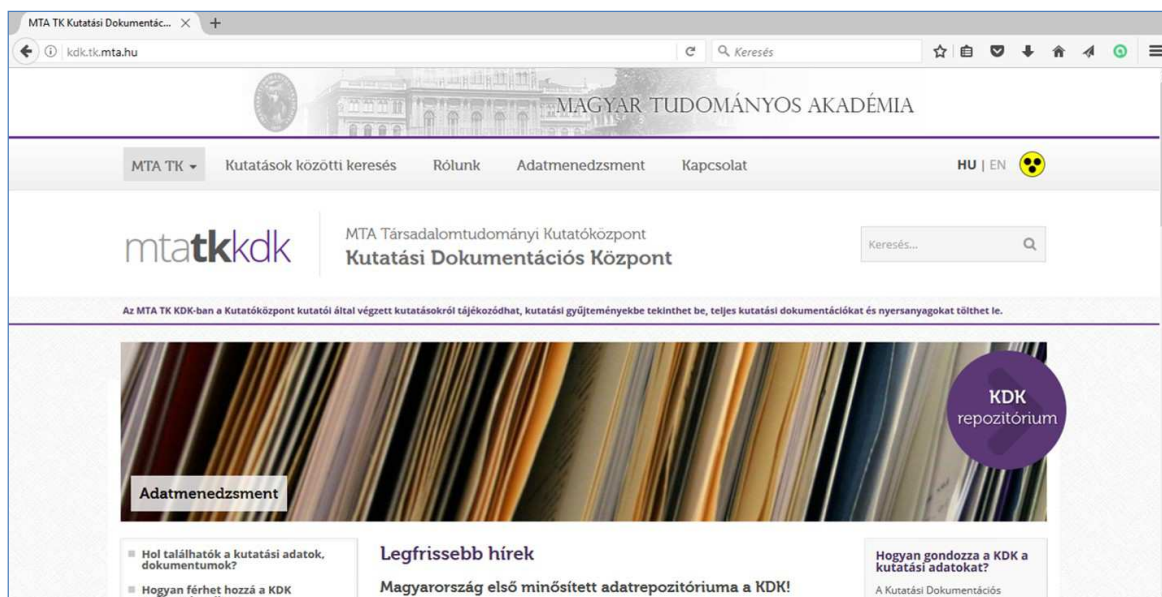 MTA TK Kutatási Dokumentác...
kdk.tk.mta.hu
Keresés
MAGYAR TUDOMÁNYOS AKADÉMIA
MTA TK Kutatások közötti keresés Rólunk Adatmenedzsment Kapcsolat HU | EN
mtatkkdk
MTA Társadalomtudományi Kutatóközpont
Kutatási Dokumentációs Központ
Keresés...
Az MTA TK KDK-ban a Kutatóközpont kutatói által végzett kutatásokról tájékozódhat, kutatási gyűjteményekbe tekinthet be, teljes kutatási dokumentációkat és nyersanyagokat tölthet le.
KDK
repozitórium
Adatmenedzsment
Hol találhatók a kutatási adatok,
dokumentumok?
Hogyan férhet hozzá a KDK
Legfrissebb hírek
Magyarország első minősített adatrepozitóriuma a KDK!
Hogyan gondozza a KDK a
kutatási adatokat?
A Kutatási Dokumentációs